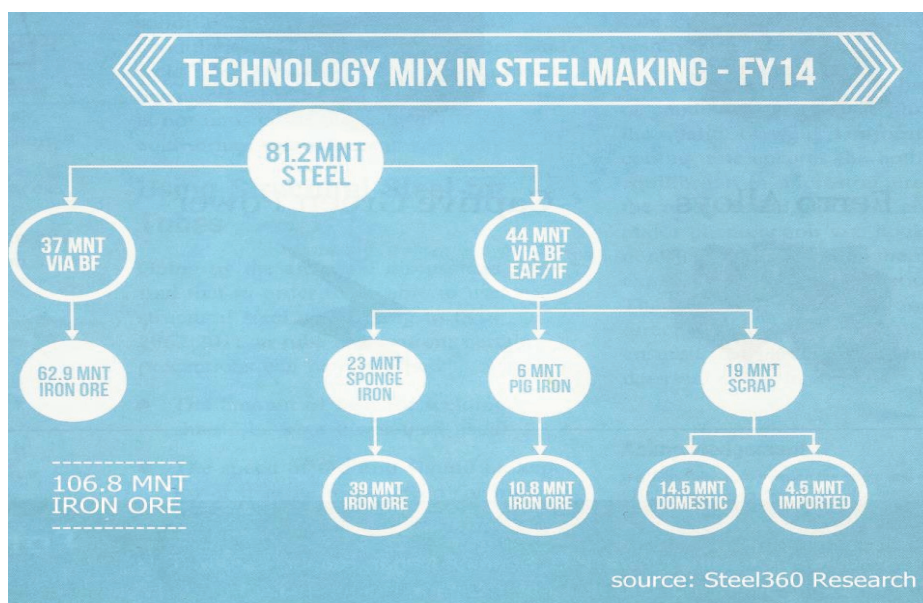 TECHNOLOGY MIX IN STEELMAKING - FY14
81.2 MNT
STEEL
37 MNT
VIA BF
44 MNT
VIA BF
EAF/IF
62.9 MNT
IRON ORE
23 MNT
SPONGE
IRON
6 MNT
PIG IRON
19 MNT
SCRAP
39 MNT
IRON ORE
10.8 MNT
IRON ORE
14.5 MNT
DOMESTIC
4.5 MNT
IMPORTED
106.8 MNT
IRON ORE
source: Steel360 Research